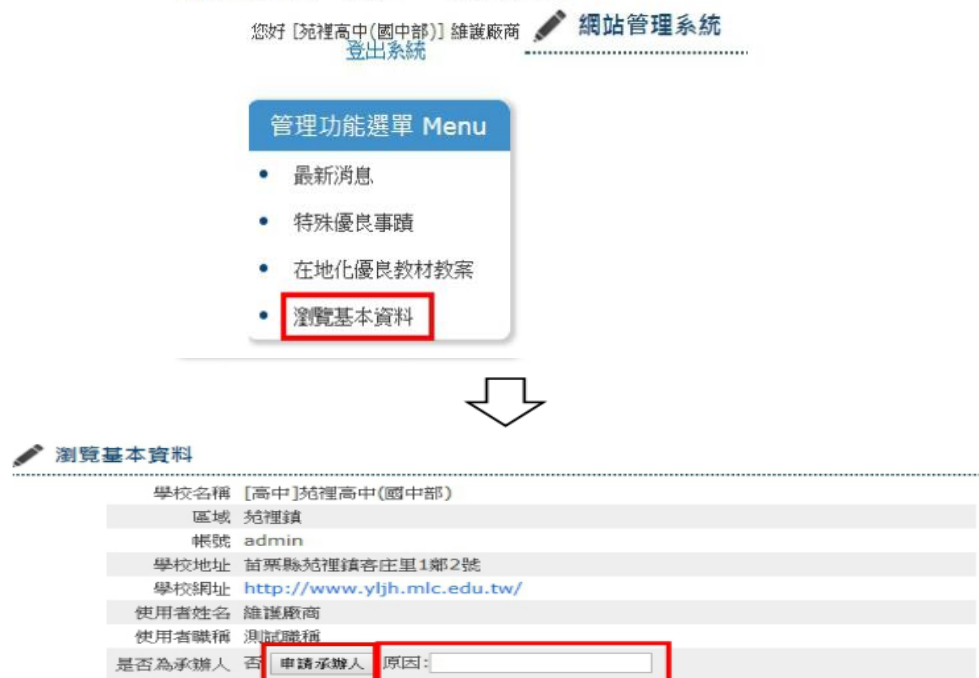 您好 [苑裡高中(國中部)] 維護廠商
登出系統
網站管理系統
管理功能選單 Menu
最新消息
特殊優良事蹟
在地化優良教材教案
瀏覽基本資料
瀏覽基本資料
學校名稱 [高中]苑裡高中(國中部)
區域 苑裡鎮
帳號 admin
學校地址 苗栗縣苑裡鎮客庄里1鄰2號
學校網址 http://www.yljh.mlc.edu.tw/
使用者姓名 維護廠商
使用者職稱 測試職稱
是否為承辦人 否 申請承辦人 原因: